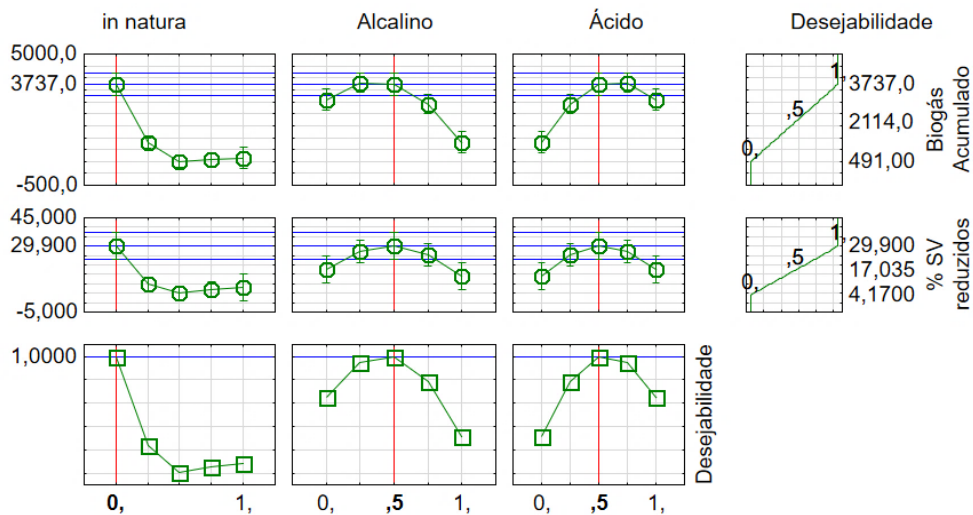 in natura Alcalino Ácido Desejabilidade
5000,0
3737,0
-500,0
1,
,5
0,
3737,0
2114,0
491,00
Biogás
Acumulado
45,000
29,900
-5,000
1,
,5
0,
29,900
17,035
4,1700
% SV
reduzidos
1,0000
Desejabilidade
0, 1, 0, ,5 1, 0, ,5 1,